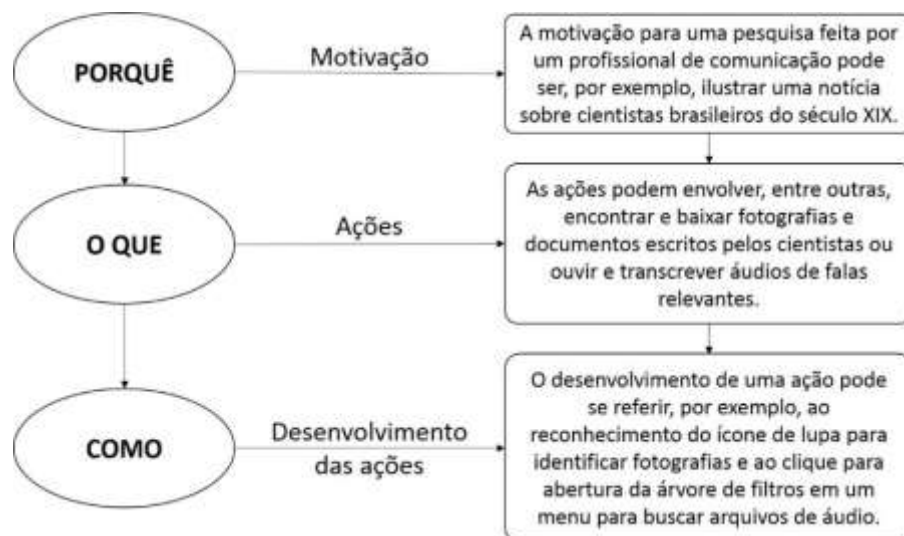 PORQUÊ
Motivação
A motivação para uma pesquisa feita por
um profissional de comunicação pode
ser, por exemplo, ilustrar uma notícia
sobre cientistas brasileiros do século XIX.
O QUE
Ações
As ações podem envolver, entre outras,
encontrar e baixar fotografias e
documentos escritos pelos cientistas ou
ouvir e transcrever áudios de falas
relevantes.
COMO
Desenvolvimento
das ações
O desenvolvimento de uma ação pode
se referir, por exemplo, ao
reconhecimento do ícone de lupa para
identificar fotografias e ao clique para
abertura da árvore de filtros em um
menu para buscar arquivos de áudio.